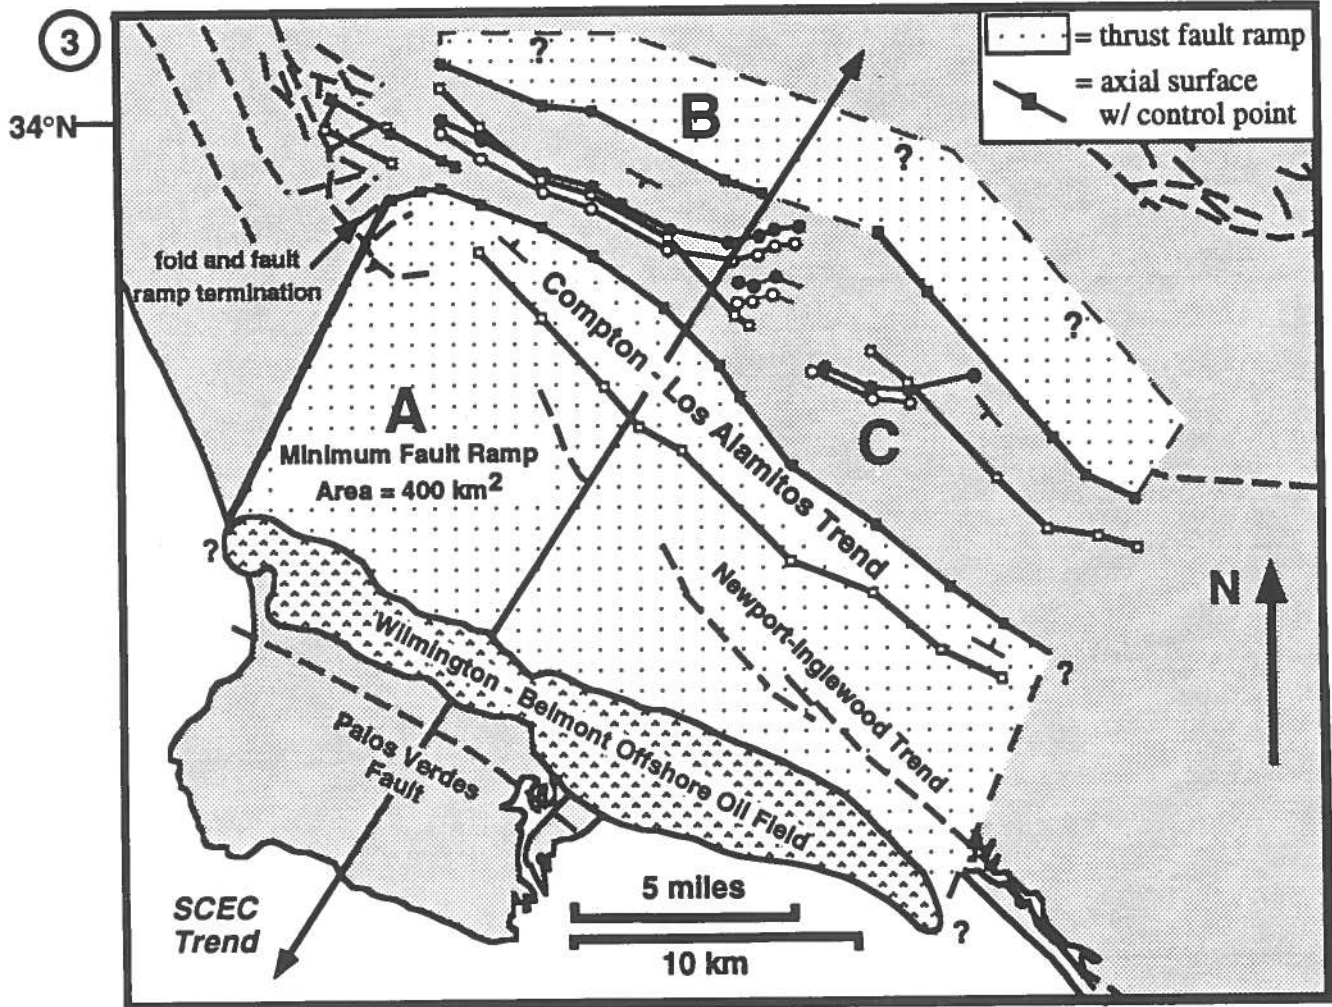 3
= thrust fault ramp
= axial surface
w/ control point
34°N
?
B
?
fold and fault
ramp termination
?
Compton - Los Alamitos Trend
A
Minimum Fault Ramp
Area = 400 km2
C
?
Newport-Inglewood Trend
N
Wilmington - Belmont Offshore Oil Field
?
Palos Verdes
Fault
5 miles
SCEC
Trend
?
10 km